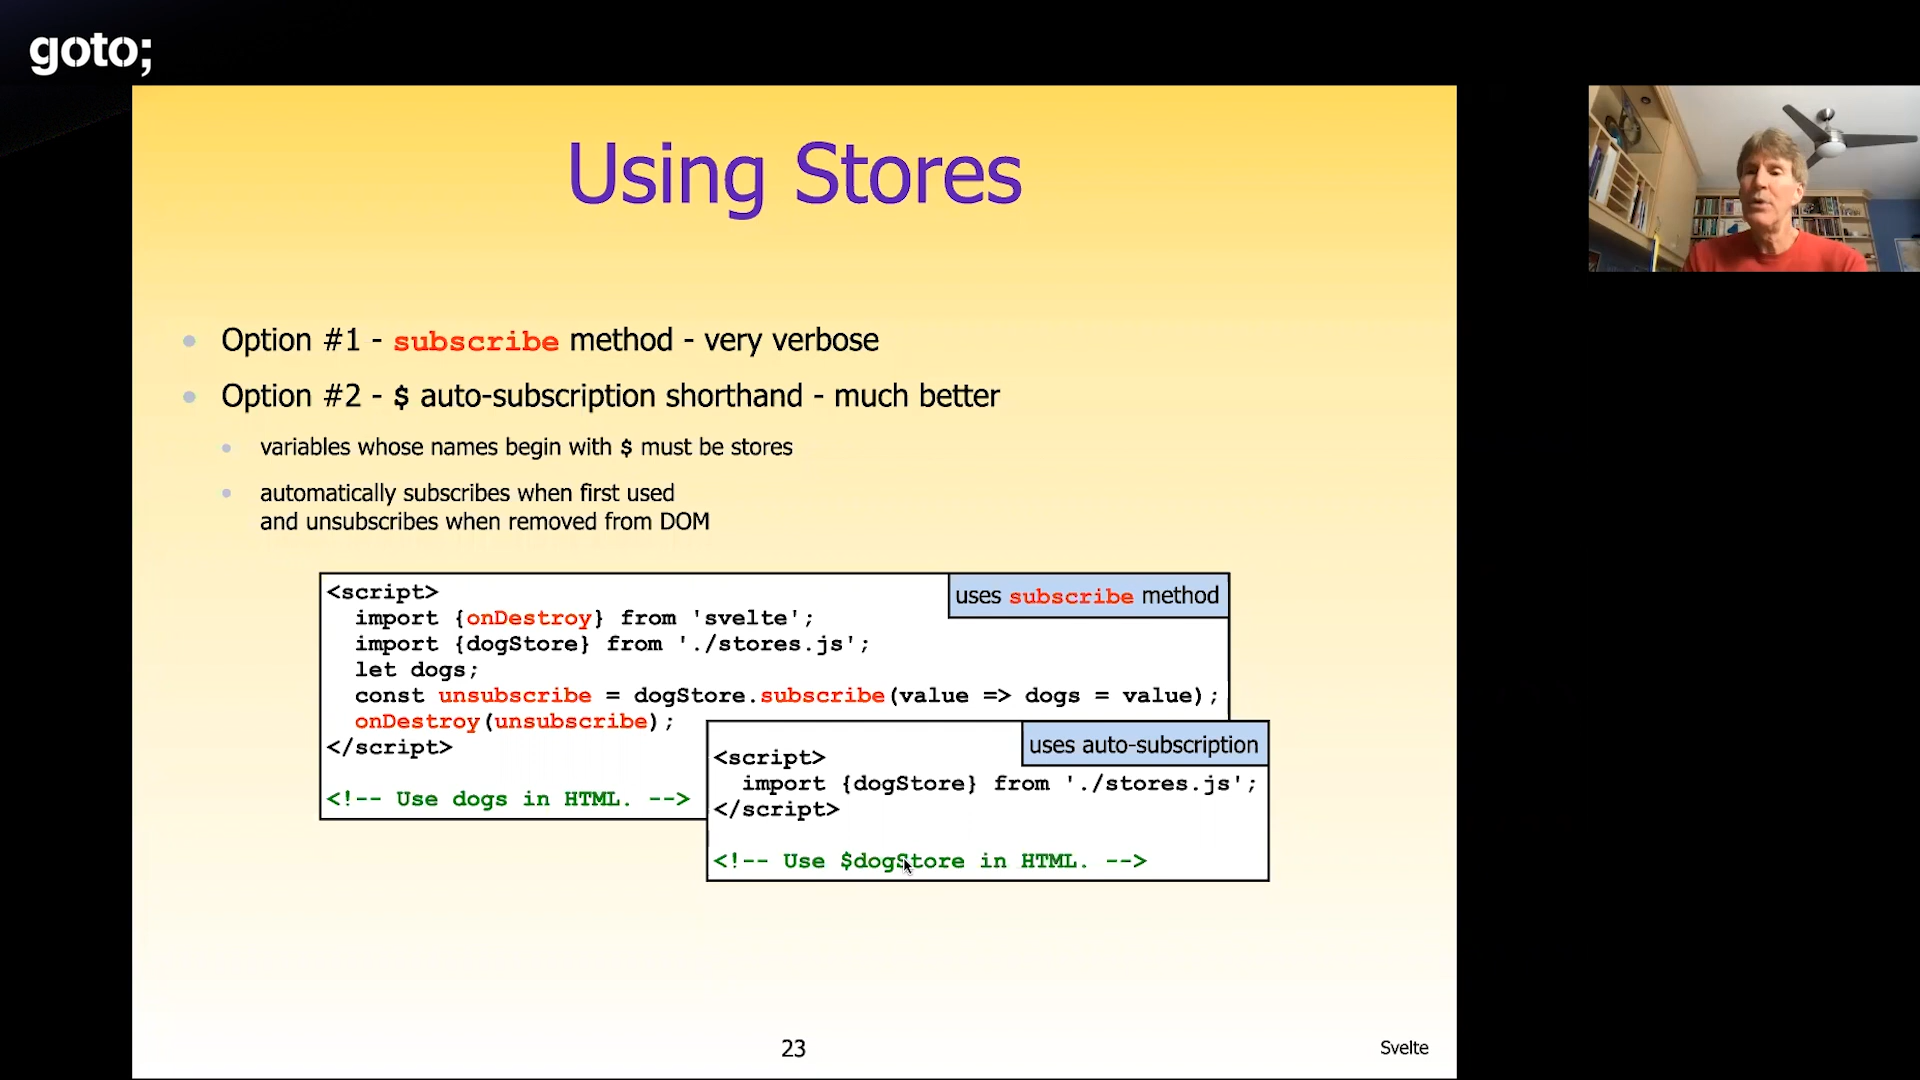 goto;
Using Stores
Option #1 - subscribe method - very verbose
Option #2 - $ auto-subscription shorthand - much better
variables whose names begin with $ must be stores
automatically subscribes when first used
and unsubscribes when removed from DOM
uses subscribe method
<script>
  import {onDestroy} from 'svelte';
  import {dogStore} from './stores.js';
  let dogs;
  const unsubscribe = dogStore.subscribe(value => dogs = value);
  onDestroy(unsubscribe);
</script>
<!-- Use dogs in HTML. -->
uses auto-subscription
<script>
  import {dogStore} from './stores.js';
</script>
<!-- Use $dogStore in HTML. -->
23
Svelte